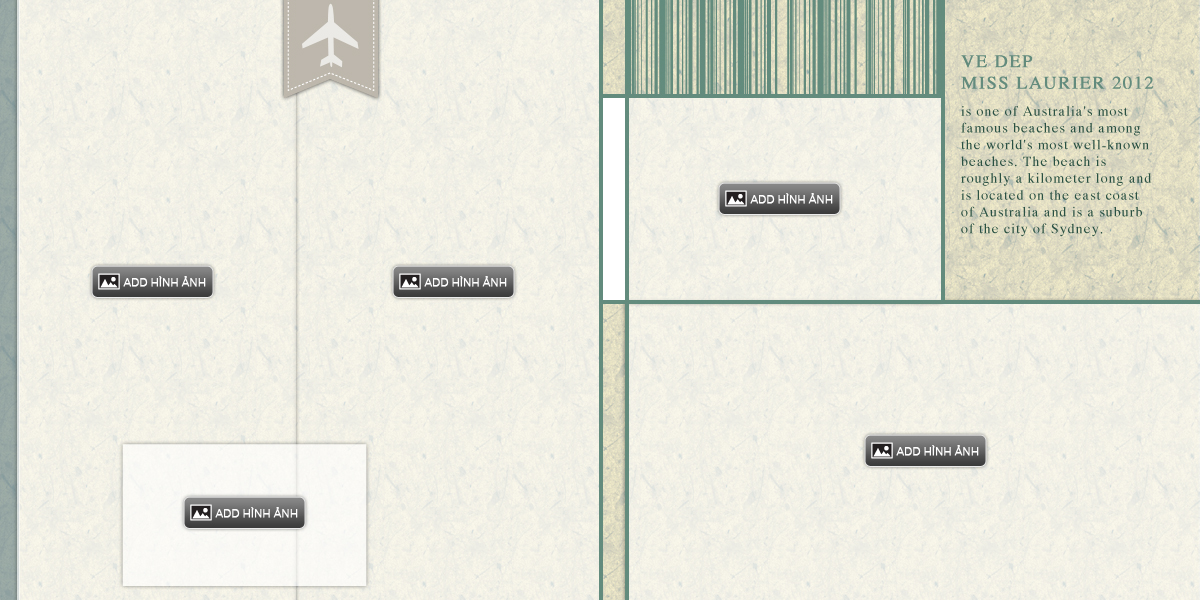 ADD HÌNH ẢNH
ADD HÌNH ẢNH
ADD HÌNH ẢNH
ADD HÌNH ẢNH
VE DEP
MISS LAURIER 2012
is one of Australia's most
famous beaches and among
the world's most well-known
beaches. The beach is
roughly a kilometer long and
is located on the east coast
of Australia and is a suburb
of the city of Sydney.
ADD HÌNH ẢNH